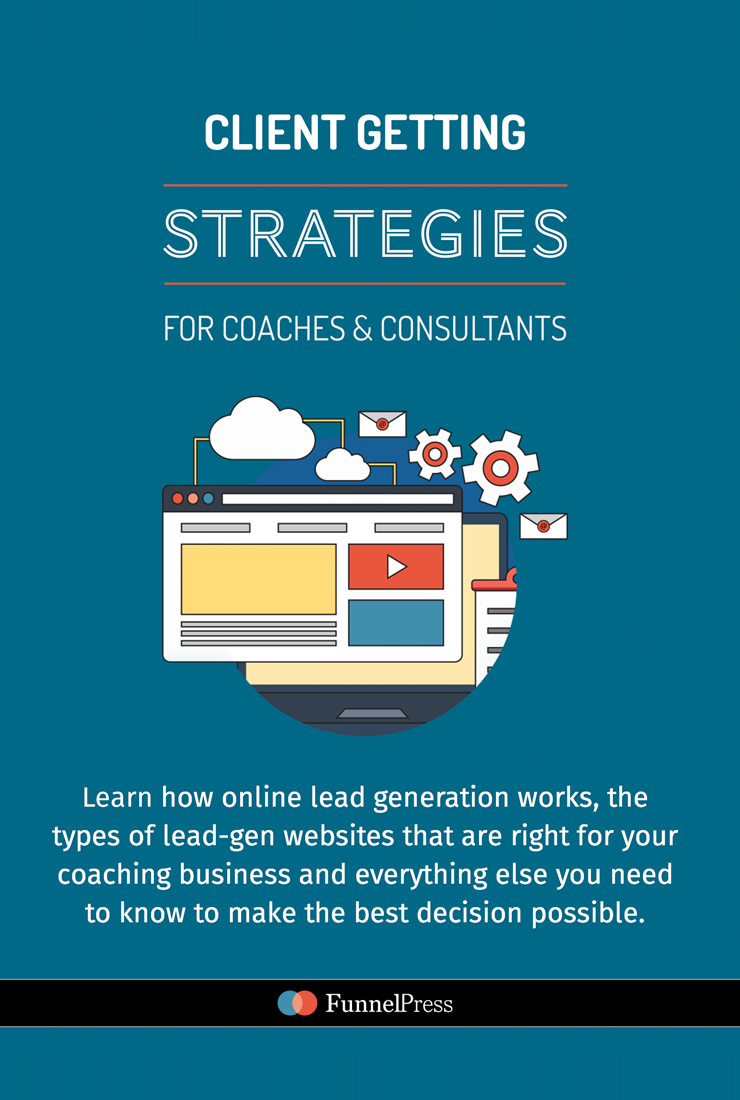 CLIENT GETTING
STRATEGIES
FOR COACHES & CONSULTANTS
Learn how online lead generation works, the
types of lead-gen websites that are right for your
coaching business and everything else you need
to know to make the best decision possible.
FunnelPress